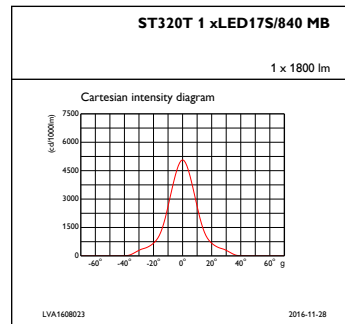 ST320T 1 xLED17S/840 MB
1 x 1800 lm
Cartesian intensity diagram
(cd/1000lm)
7500
6000
4500
3000
1500
0
-60° -40° -20° 0° 20° 40° 60° g
LVA1608023 2016-11-28